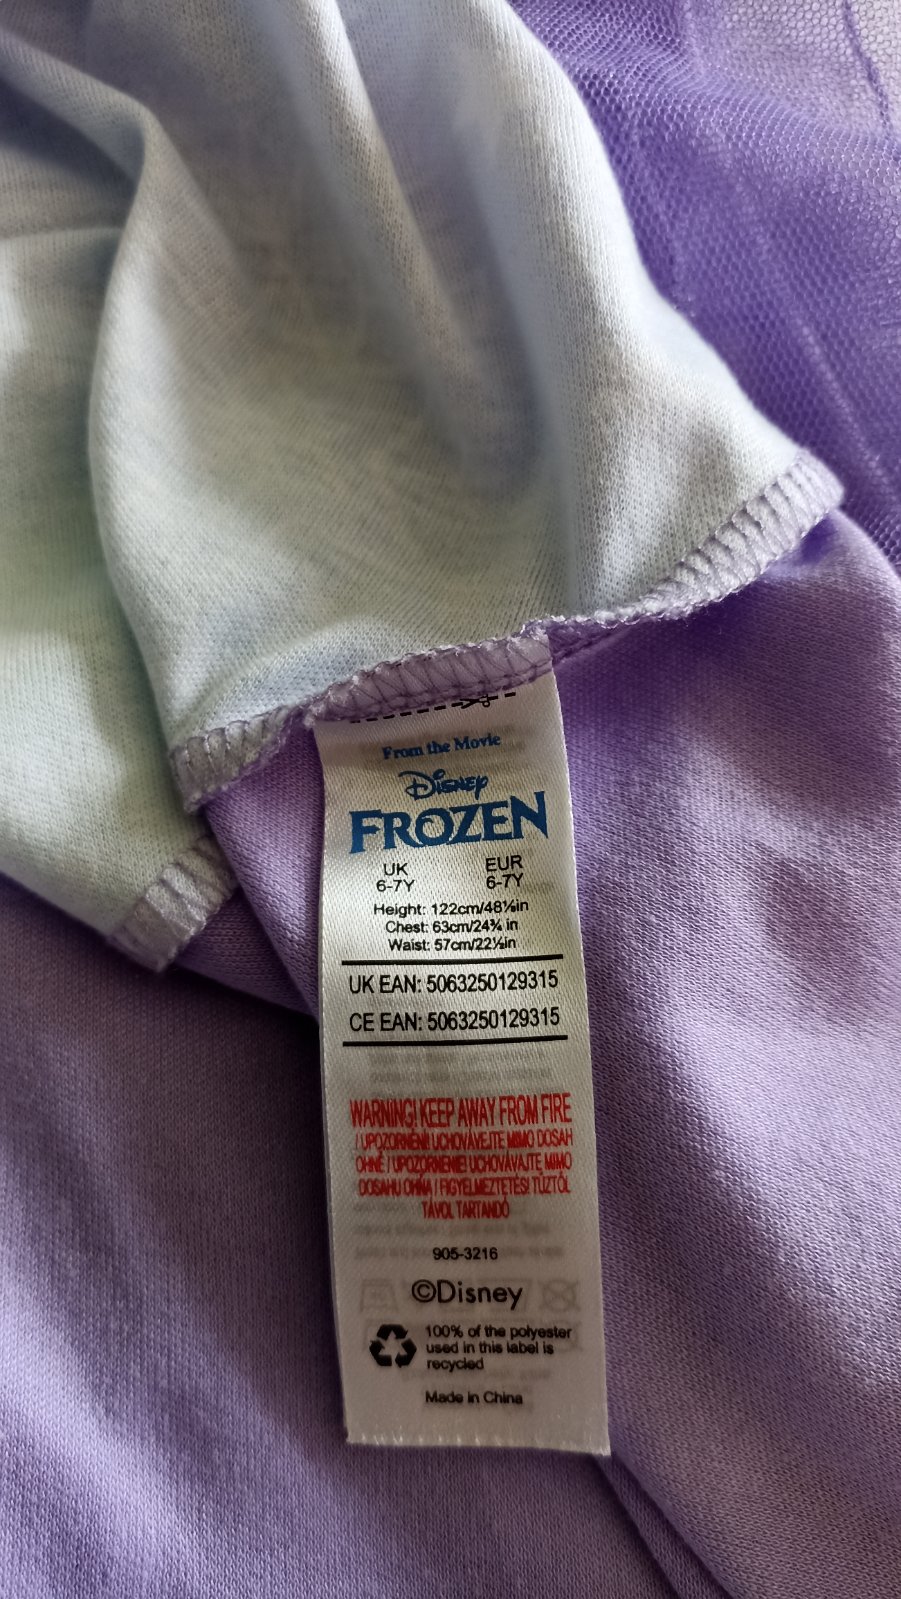 From the Movie
Disney
FROZEN
UK EUR
6-7Y 6-7Y
Height: 122cm/48⅛in
Chest: 63cm/24¾ in
Waist: 57cm/22½in
UK EAN: 5063250129315
CE EAN: 5063250129315
WARNING! KEEP AWAY FROM FIRE
/ UPOZORNĚNÍ! UCHOVÁVEJTE MIMO DOSAH
OHNĚ / UPOZORNENIE! UCHOVÁVAJTE MIMO
DOSAHU OHŇA / FIGYELMEZTETÉS! TŰZTŐL
TÁVOL TARTANDÓ
905-3216
©Disney
100% of the polyester
used in this label is
recycled
Made in China